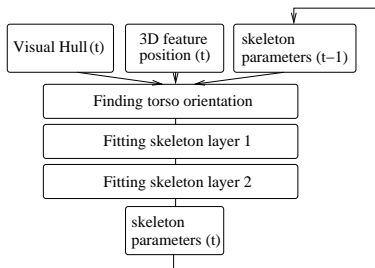 Visual Hull (t)
3D feature
position (t)
skeleton
parameters (t−1)
Finding torso orientation
Fitting skeleton layer 1
Fitting skeleton layer 2
skeleton
parameters (t)